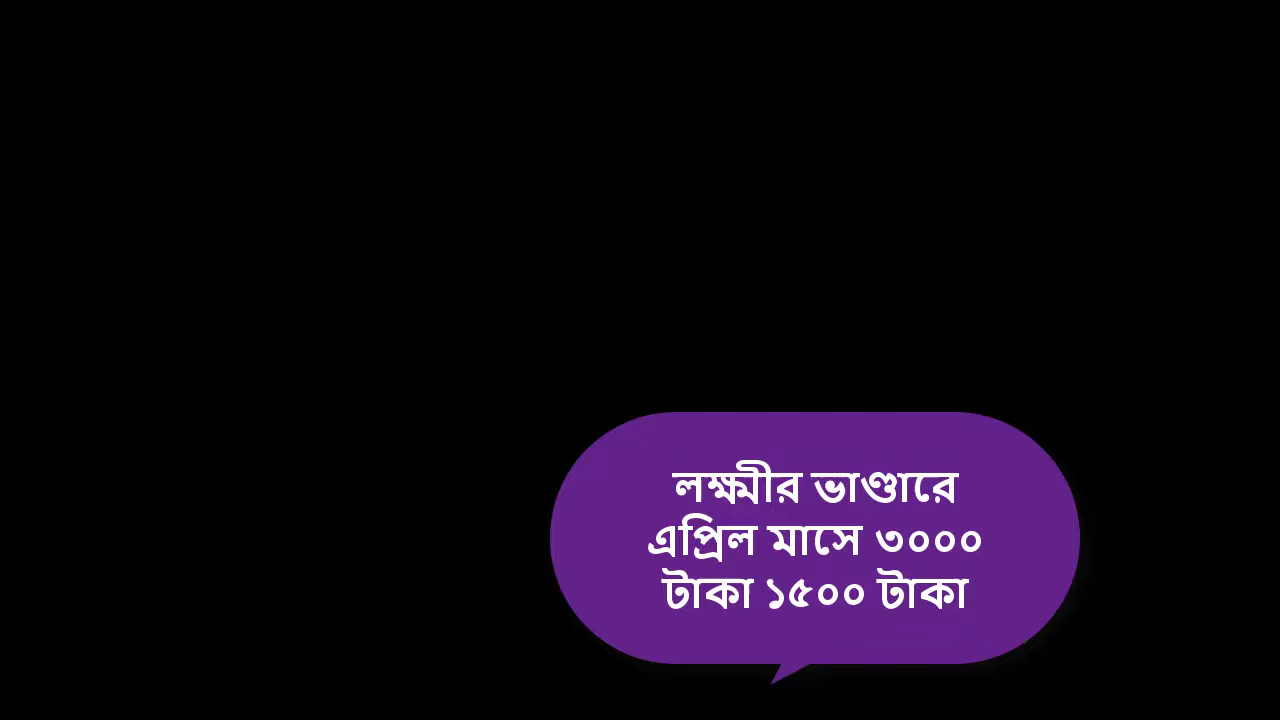 লক্ষ্মীর ভাণ্ডারে
এপ্রিল মাসে ৩০০০
টাকা ১৫০০ টাকা